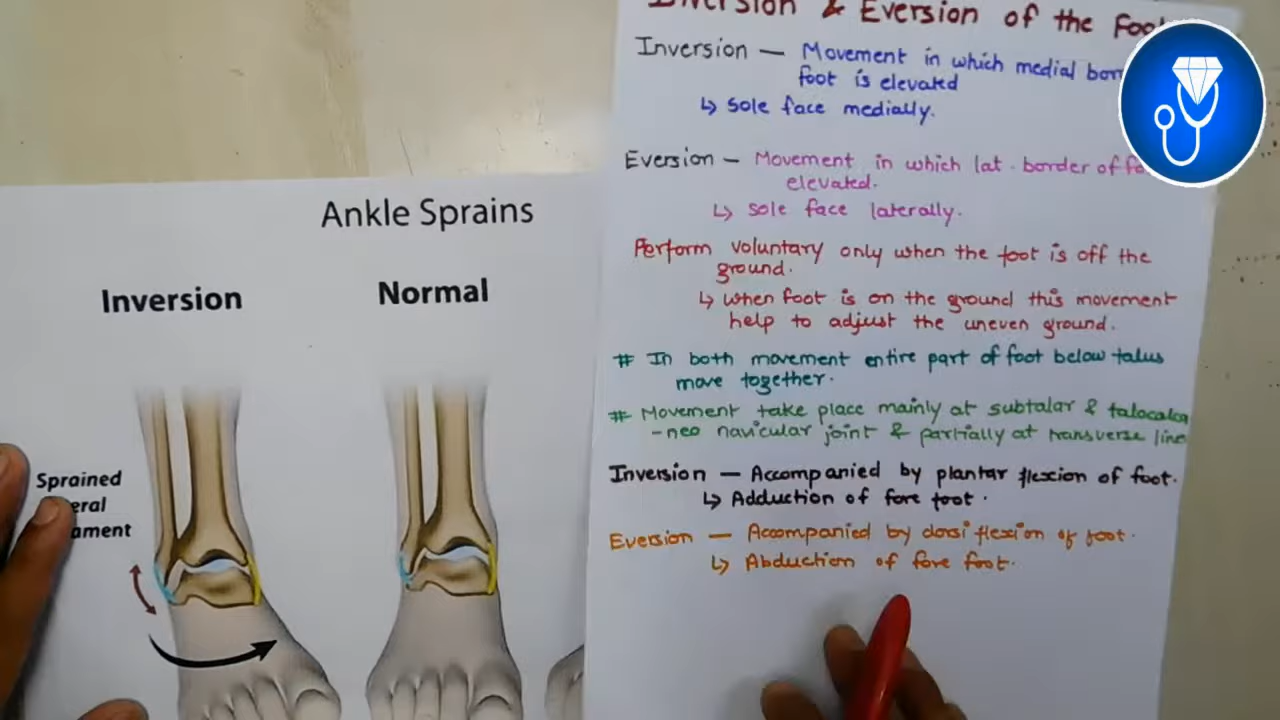 Inversion & Eversion of the Foot
Inversion — Movement in which medial
foot is elevated
↳ sole face medially.
Eversion — Movement in which lat. border of
elevated.
↳ sole face laterally.
Perform voluntary only when the foot is off the
ground.
↳ when foot is on the ground this movement
help to adjust the uneven ground.
# In both movement entire part of foot below talus
move together.
# Movement take place mainly at subtalar & talocalca
-neo navicular joint & partially at transverse line
Inversion — Accompanied by plantar flexion of foot.
↳ Adduction of fore foot.
Eversion — Accompanied by dorsi flexion of foot.
↳ Abduction of fore foot.
Ankle Sprains
Inversion
Normal
Sprained